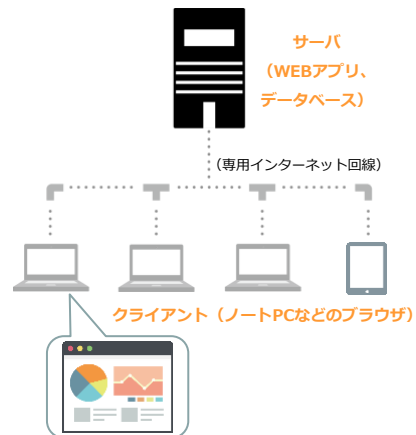 サーバ
（WEBアプリ、
データベース）
（専用インターネット回線）
クライアント（ノートPCなどのブラウザ）